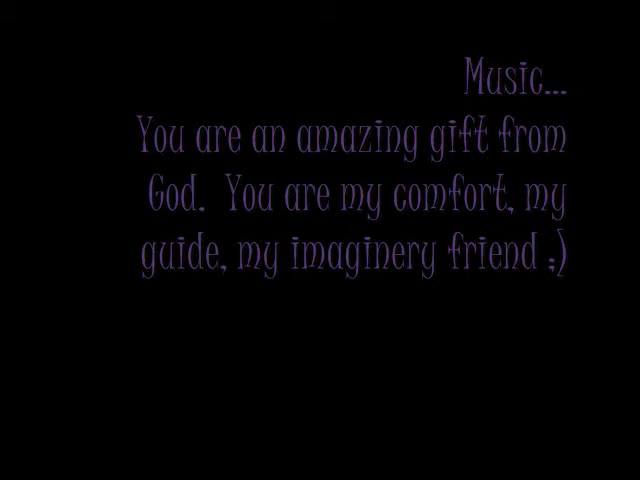 Music...
You are an amazing gift from
God.  You are my comfort, my
guide, my imaginery friend ;)